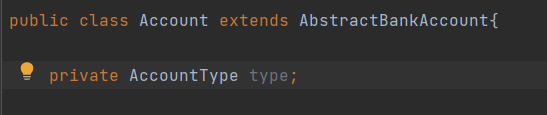 public class Account extends AbstractBankAccount{
private AccountType type;